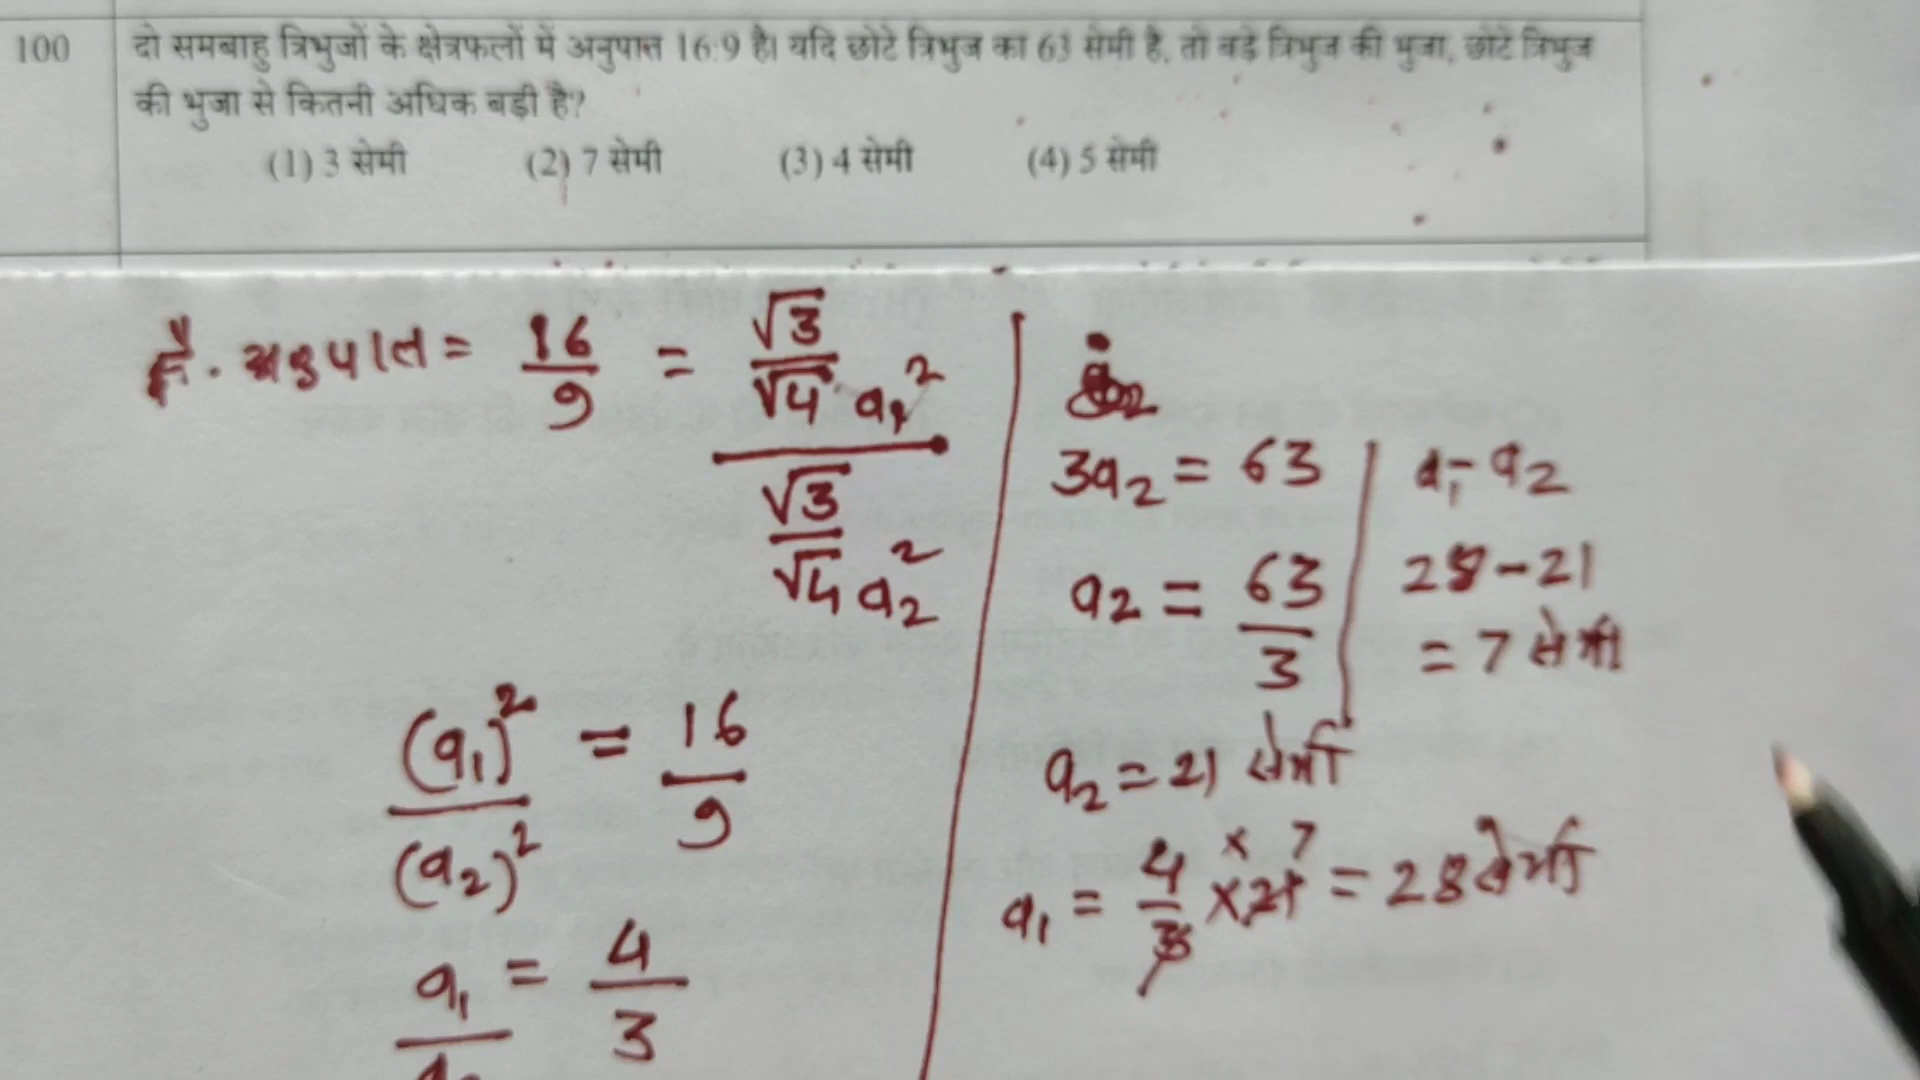 100 दो समबाहु त्रिभुजों के क्षेत्रफलों में अनुपात 16:9 है। यदि छोटे त्रिभुज का 63 सेमी है, तो बड़े त्रिभुज की भुजा, छोटे त्रिभुज
की भुजा से कितनी अधिक बड़ी है?
(1) 3 सेमी (2) 7 सेमी (3) 4 सेमी (4) 5 सेमी
अनुपात = 16/9 = √3/√4 a₁² / √3/√4 a₂²
(a₁)²/(a₂)² = 16/9
a₁/ = 4/3
3a₂ = 63
a₂ = 63/3
a₂ = 21 सेमी
a₁ = 4/3 × 21 7 = 28 सेमी
a₁ - a₂
28 - 21
= 7 सेमी